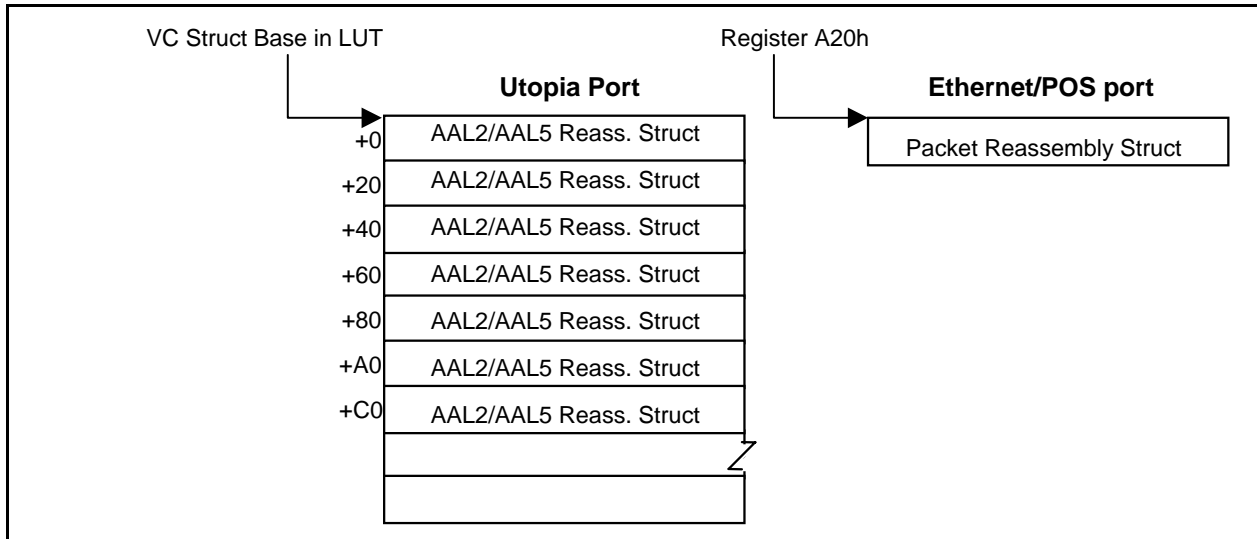 VC Struct Base in LUT
Register A20h
Utopia Port
Ethernet/POS port
+0 AAL2/AAL5 Reass. Struct
Packet Reassembly Struct
+20 AAL2/AAL5 Reass. Struct
+40 AAL2/AAL5 Reass. Struct
+60 AAL2/AAL5 Reass. Struct
+80 AAL2/AAL5 Reass. Struct
+A0 AAL2/AAL5 Reass. Struct
+C0 AAL2/AAL5 Reass. Struct